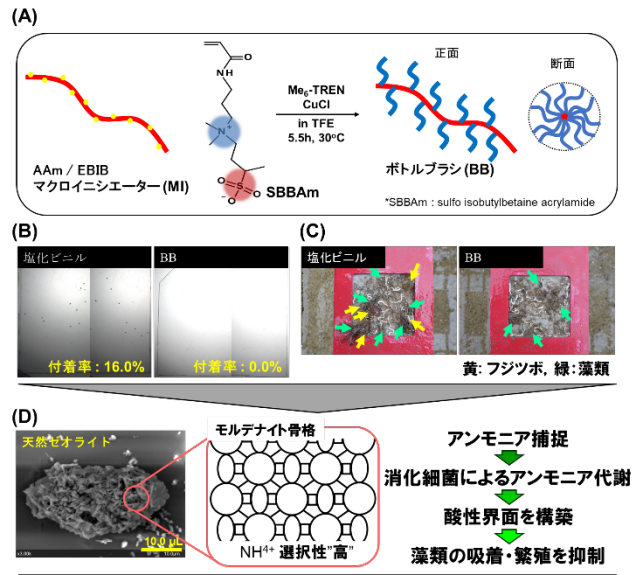 (A)
NH
O
N⁺
O
S
O
O⁻
SBBAm
AAm / EBIB
マクロイニシエーター(MI)
Me₆-TREN
CuCl
in TFE
5.5h, 30℃
正面
断面
ボトルブラシ(BB)
*SBBAm : sulfo isobutylbetaine acrylamide
(B)
塩化ビニル
BB
付着率 : 16.0%
付着率 : 0.0%
(C)
塩化ビニル
BB
黄: フジツボ, 緑: 藻類
(D)
天然ゼオライト
10.0 μL
モルデナイト骨格
NH⁴⁺ 選択性"高"
アンモニア捕捉
消化細菌によるアンモニア代謝
酸性界面を構築
藻類の吸着・繁殖を抑制